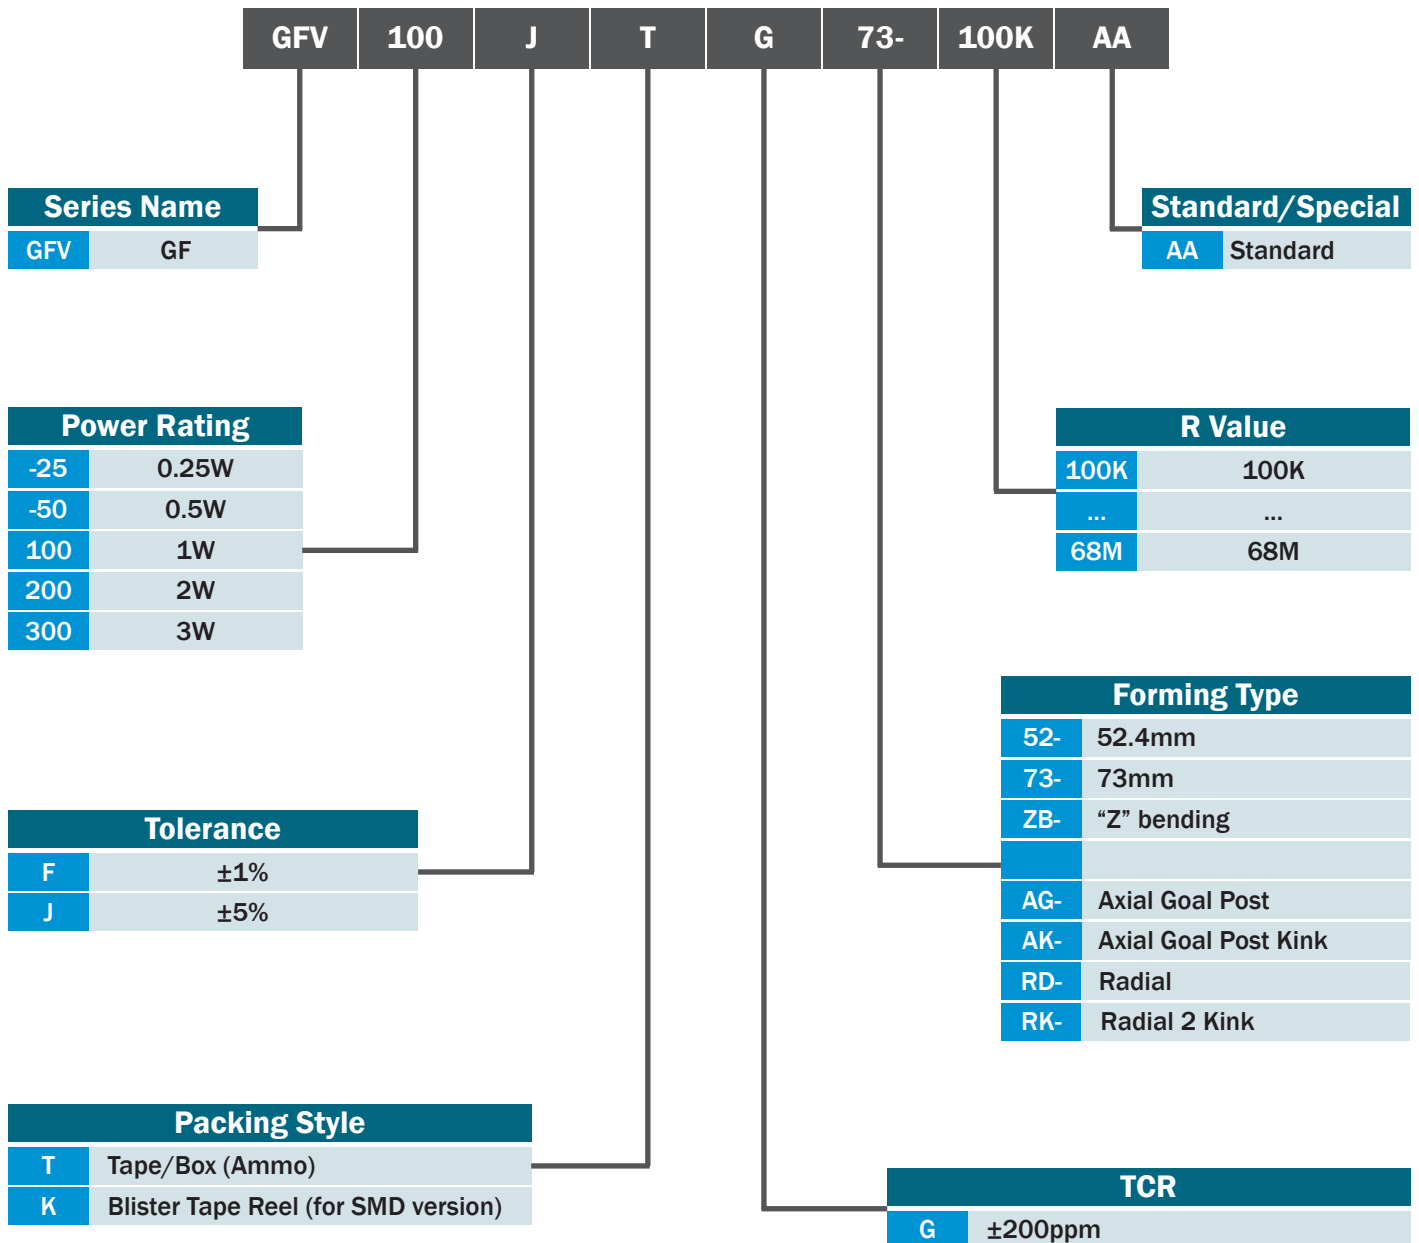 GFV 100 J T G 73- 100K AA
Series Name
GFV GF
Standard/Special
AA Standard
Power Rating
-25 0.25W
-50 0.5W
100 1W
200 2W
300 3W
R Value
100K 100K
... ...
68M 68M
Forming Type
52- 52.4mm
73- 73mm
ZB- “Z” bending
AG- Axial Goal Post
AK- Axial Goal Post Kink
RD- Radial
RK- Radial 2 Kink
Tolerance
F ±1%
J ±5%
Packing Style
T Tape/Box (Ammo)
K Blister Tape Reel (for SMD version)
TCR
G ±200ppm